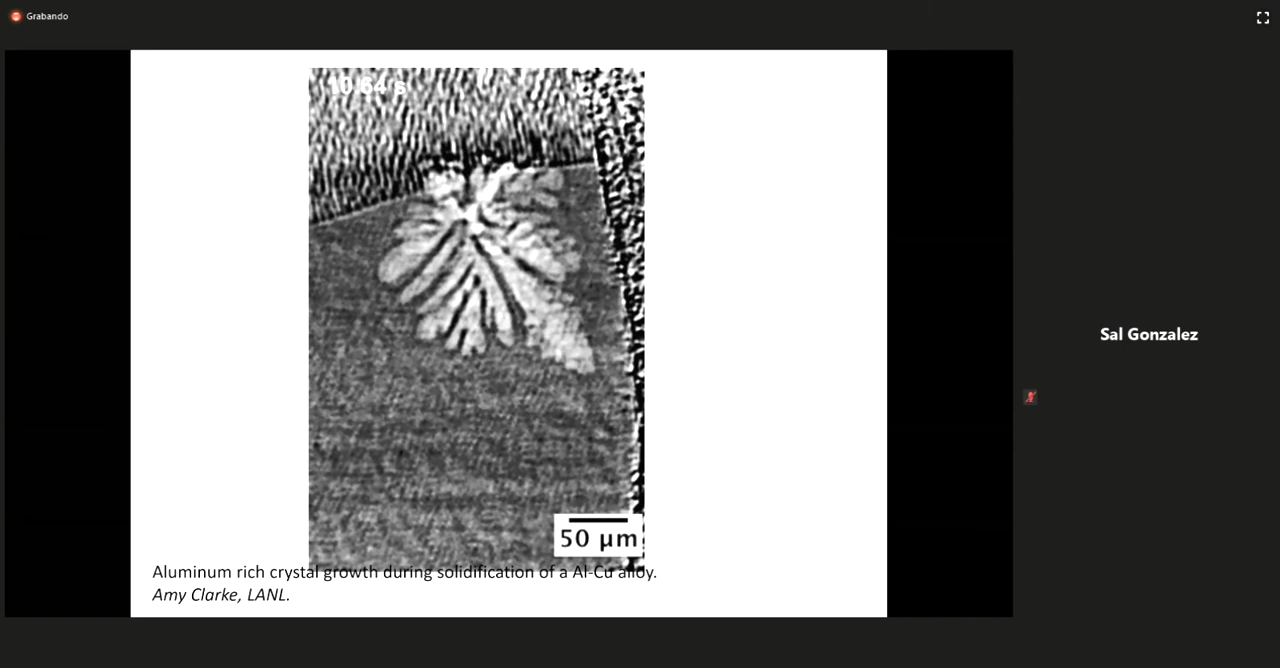 Grabando
10.64 s
Sal Gonzalez
50 µm
Aluminum rich crystal growth during solidification of a Al-Cu alloy.
Amy Clarke, LANL.